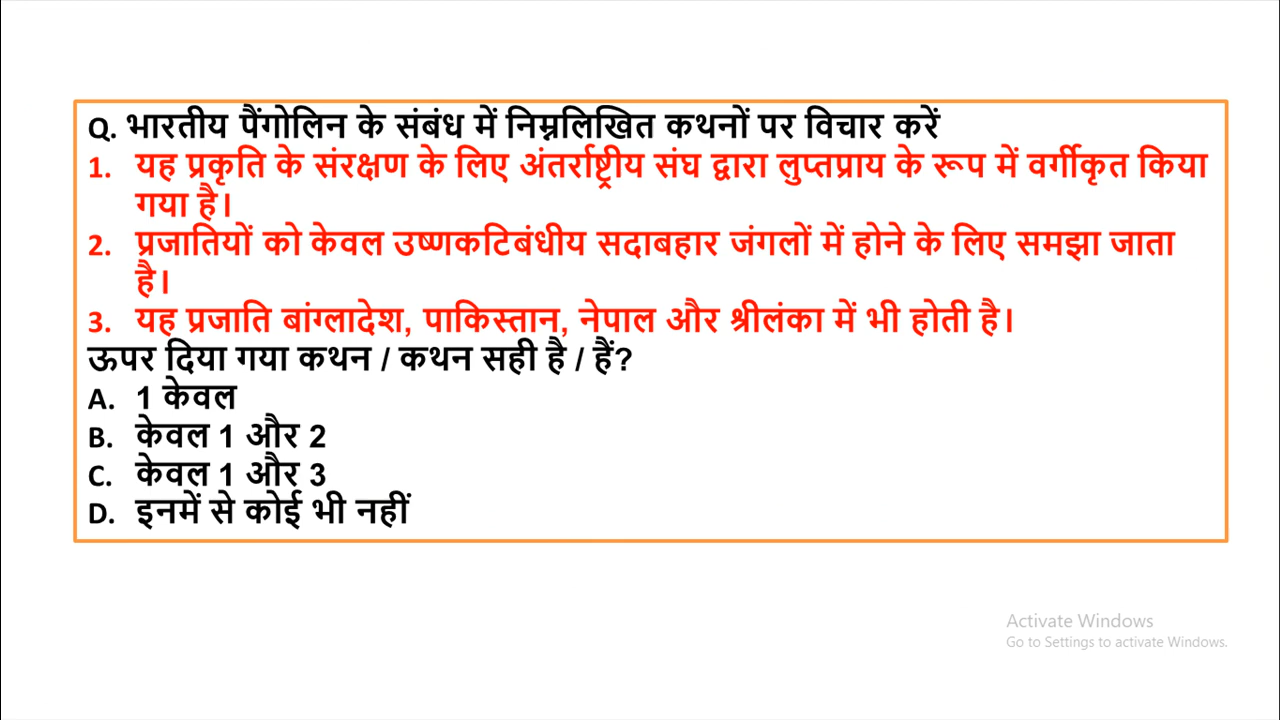 Q. भारतीय पैंगोलिन के संबंध में निम्नलिखित कथनों पर विचार करें
1. यह प्रकृति के संरक्षण के लिए अंतर्राष्ट्रीय संघ द्वारा लुप्तप्राय के रूप में वर्गीकृत किया
गया है।
2. प्रजातियों को केवल उष्णकटिबंधीय सदाबहार जंगलों में होने के लिए समझा जाता
है।
3. यह प्रजाति बांग्लादेश, पाकिस्तान, नेपाल और श्रीलंका में भी होती है।
ऊपर दिया गया कथन / कथन सही है / हैं?
A. 1 केवल
B. केवल 1 और 2
C. केवल 1 और 3
D. इनमें से कोई भी नहीं
Activate Windows
Go to Settings to activate Windows.